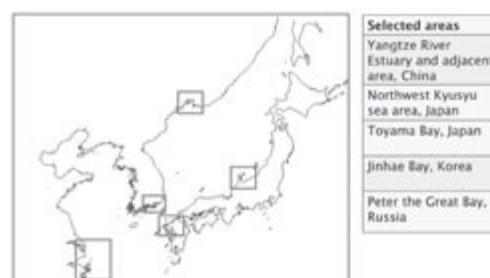 Selected areas
Yangtze River
Estuary and adjacent
area, China
Northwest Kyusyu
sea area, Japan
Toyama Bay, Japan
Jinhae Bay, Korea
Peter the Great Bay,
Russia